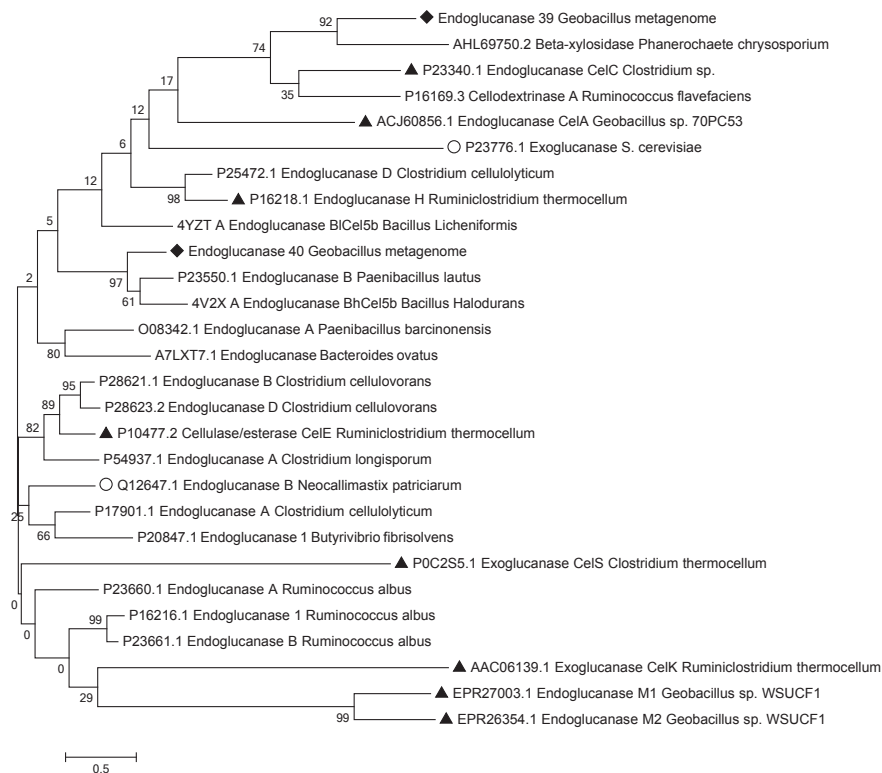 92
Endoglucanase 39 Geobacillus metagenome
AHL69750.2 Beta-xylosidase Phanerochaete chrysosporium
74
P23340.1 Endoglucanase CelC Clostridium sp.
35
P16169.3 Cellodextrinase A Ruminococcus flavefaciens
17
ACJ60856.1 Endoglucanase CelA Geobacillus sp. 70PC53
12
P23776.1 Exoglucanase S. cerevisiae
6
P25472.1 Endoglucanase D Clostridium cellulolyticum
98
P16218.1 Endoglucanase H Ruminiclostridium thermocellum
12
4YZT A Endoglucanase BlCel5b Bacillus Licheniformis
5
Endoglucanase 40 Geobacillus metagenome
97
P23550.1 Endoglucanase B Paenibacillus lautus
61
4V2X A Endoglucanase BhCel5b Bacillus Halodurans
2
O08342.1 Endoglucanase A Paenibacillus barcinonensis
80
A7LXT7.1 Endoglucanase Bacteroides ovatus
95
P28621.1 Endoglucanase B Clostridium cellulovorans
89
P28623.2 Endoglucanase D Clostridium cellulovorans
82
P10477.2 Cellulase/esterase CelE Ruminiclostridium thermocellum
P54937.1 Endoglucanase A Clostridium longisporum
Q12647.1 Endoglucanase B Neocallimastix patriciarum
25
P17901.1 Endoglucanase A Clostridium cellulolyticum
66
P20847.1 Endoglucanase 1 Butyrivibrio fibrisolvens
P0C2S5.1 Exoglucanase CelS Clostridium thermocellum
0
P23660.1 Endoglucanase A Ruminococcus albus
0
99
P16216.1 Endoglucanase 1 Ruminococcus albus
P23661.1 Endoglucanase B Ruminococcus albus
0
AAC06139.1 Exoglucanase CelK Ruminiclostridium thermocellum
29
EPR27003.1 Endoglucanase M1 Geobacillus sp. WSUCF1
99
EPR26354.1 Endoglucanase M2 Geobacillus sp. WSUCF1
0.5